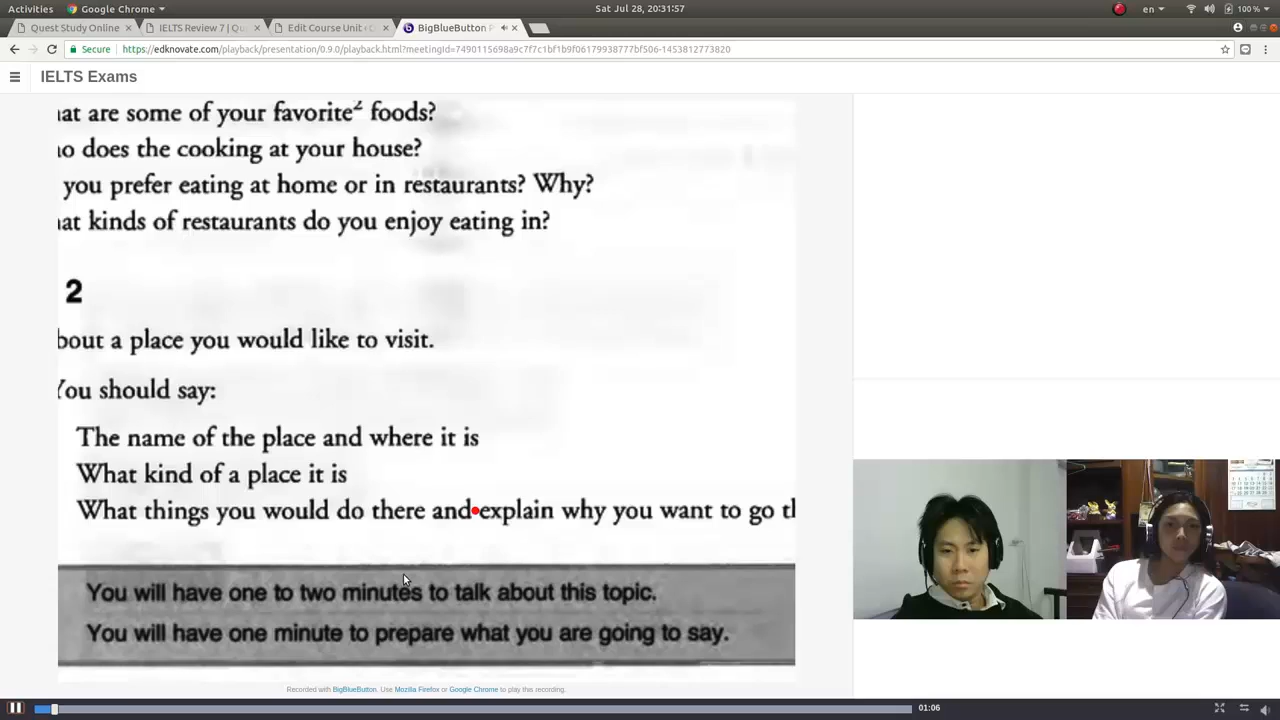 Activities Google Chrome Sat Jul 28, 20:31:57 en 100 %
Quest Study Online IELTS Review 7 | Qu Edit Course Unit BigBlueButton P
Secure https://edknovate.com/playback/presentation/0.9.0/playback.html?meetingId=7490115698a9c7f7c1bf1b9f06179938777bf506-1453812773820
IELTS Exams
at are some of your favorite² foods?
o does the cooking at your house?
you prefer eating at home or in restaurants? Why?
at kinds of restaurants do you enjoy eating in?
2
bout a place you would like to visit.
You should say:
The name of the place and where it is
What kind of a place it is
What things you would do there and explain why you want to go t
You will have one to two minutes to talk about this topic.
You will have one minute to prepare what you are going to say.
Recorded with BigBlueButton. Use Mozilla Firefox or Google Chrome to play this recording.
01:06